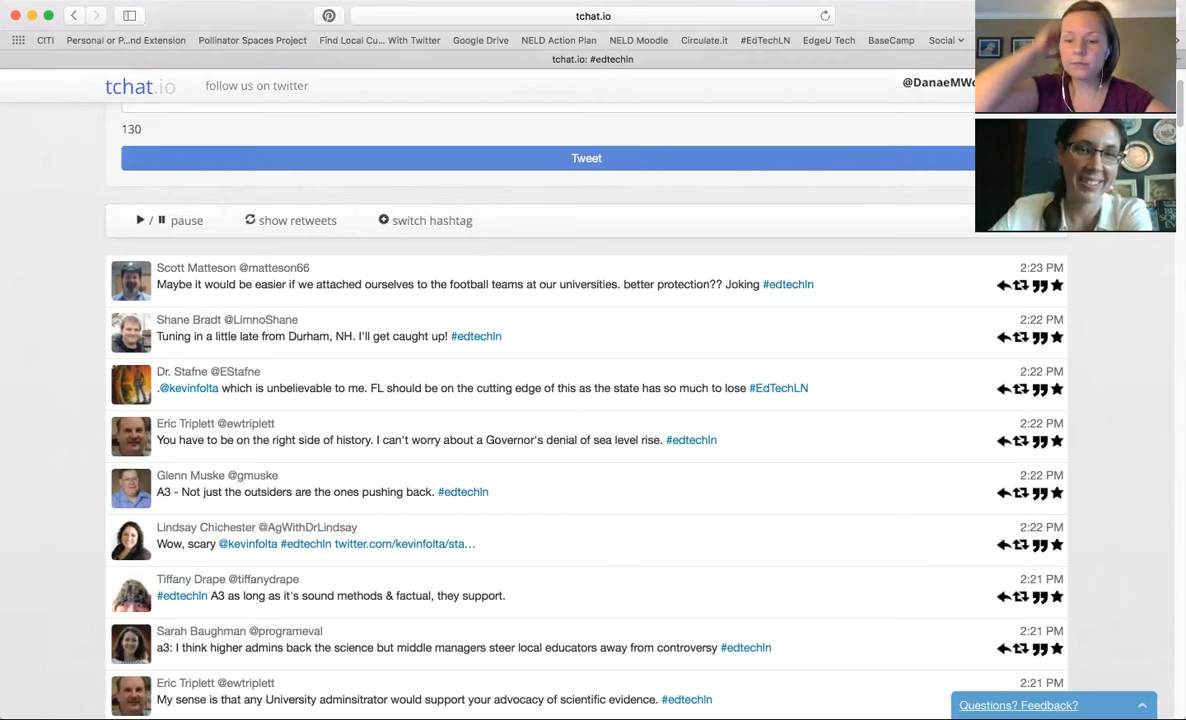 tchat.io
CITI Personal or P...nd Extension Pollinator Spaces Project Find Local Cu... With Twitter Google Drive NELD Action Plan NELD Moodle Circulate.it #EdTechLN EdgeU Tech BaseCamp Social
tchat.io: #edtechln
tchat.io follow us on twitter @DanaeMWo
130
Tweet
/ pause show retweets switch hashtag
Scott Matteson @matteson66 2:23 PM
Maybe it would be easier if we attached ourselves to the football teams at our universities. better protection?? Joking #edtechln
Shane Bradt @LimnoShane 2:22 PM
Tuning in a little late from Durham, NH. I'll get caught up! #edtechln
Dr. Stafne @EStafne 2:22 PM
.@kevinfolta which is unbelievable to me. FL should be on the cutting edge of this as the state has so much to lose #EdTechLN
Eric Triplett @ewtriplett 2:22 PM
You have to be on the right side of history. I can't worry about a Governor's denial of sea level rise. #edtechln
Glenn Muske @gmuske 2:22 PM
A3 - Not just the outsiders are the ones pushing back. #edtechln
Lindsay Chichester @AgWithDrLindsay 2:22 PM
Wow, scary @kevinfolta #edtechln twitter.com/kevinfolta/sta...
Tiffany Drape @tiffanydrape 2:21 PM
#edtechln A3 as long as it's sound methods & factual, they support.
Sarah Baughman @programeval 2:21 PM
a3: I think higher admins back the science but middle managers steer local educators away from controversy #edtechln
Eric Triplett @ewtriplett 2:21 PM
My sense is that any University adminsitrator would support your advocacy of scientific evidence. #edtechln
Questions? Feedback?